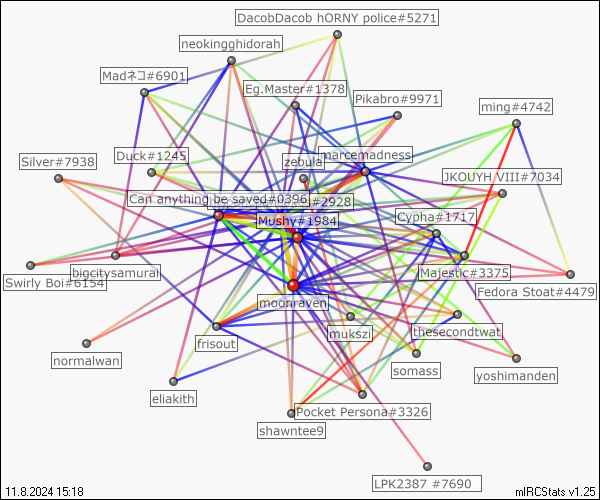 DacobDacob hORNY police#5271
neokingghidorah
Madネコ#6901
Eg.Master#1378
Pikabro#9971
ming#4742
Silver#7938
Duck#1245
zebula
marcemadness
JKOUYH VIII#7034
Can anything be saved#0396
#2928
Mushy#1984
Cypha#1717
Swirly Boi#6154
bigcitysamurai
Majestic#3375
Fedora Stoat#4479
moonraven
mukszi
thesecondtwat
normalwan
frisout
somass
yoshimanden
eliakith
Pocket Persona#3326
shawntee9
LPK2387 #7690
11.8.2024 15:18
mIRCStats v1.25